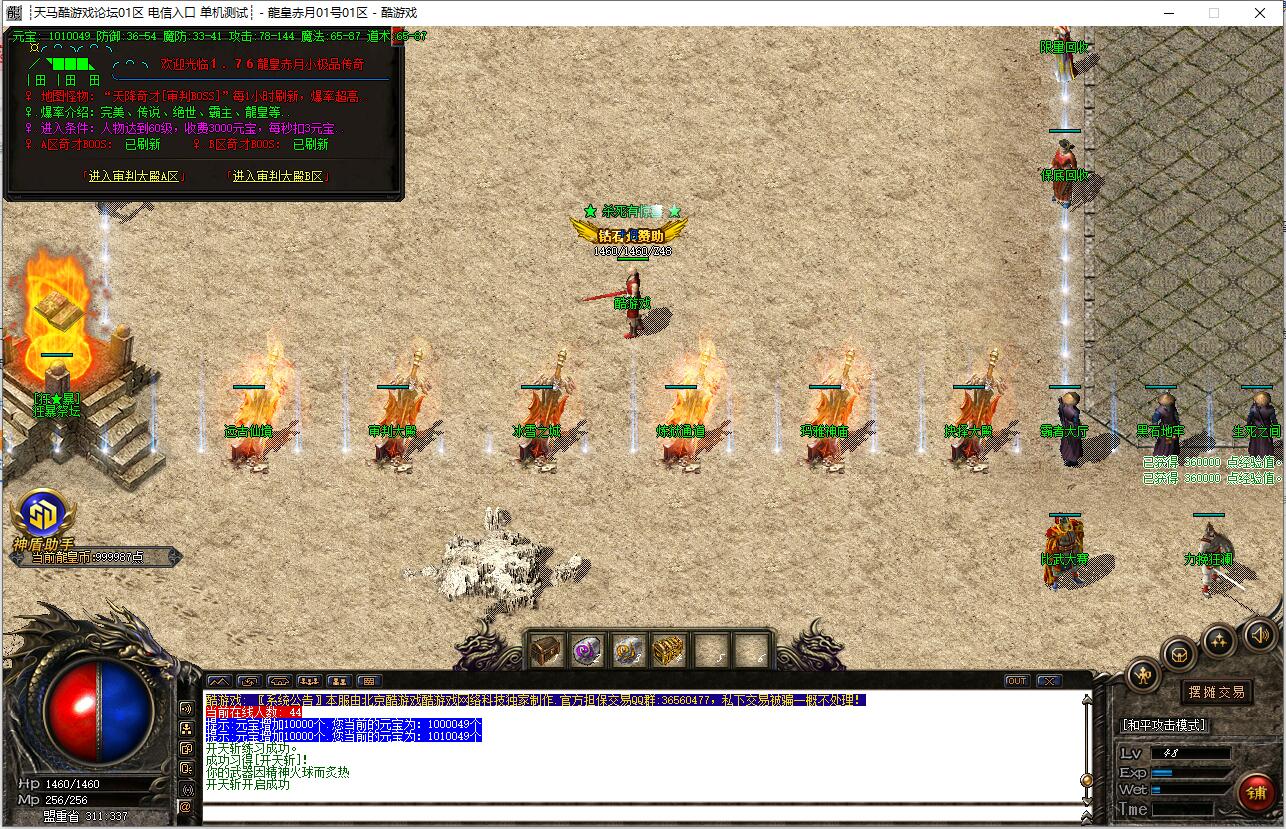 天马酷游戏论坛01区 电信入口 单机测试 - 龍皇赤月01号01区 - 酷游戏
元宝: 1010049 防御:36-54 魔防:33-41 攻击:78-144 魔法:65-87 道术:65-87
欢迎光临1．76龍皇赤月小极品传奇
地图怪物: “天降奇才[审判BOSS]”每1小时刷新, 爆率超高.
爆率介绍: 完美、传说、绝世、霸主、龍皇等..
进入条件: 人物达到60级, 收费3000元宝, 每秒扣3元宝.
A区奇才BOOS: 已刷新 B区奇才BOOS: 已刷新
「进入审判大殿A区」 「进入审判大殿B区」
限量回收
保底回收
★ 杀死有惊喜 ★
赞助
1460/1460/Z48
酷游戏
[狂★暴]
狂暴祭坛
远古仙境
审判大殿
冰雪之城
炼狱通道
玛雅神庙
抉择大殿
霸者大厅
黑石地牢
生死之间
已获得 360000 点经验值。
已获得 360000 点经验值。
神盾助手
当前龍皇币:999987点
比武大赛
力挽狂澜
OUT
5
6
摆摊交易
酷游戏: 〖系统公告〗本服由北京酷游戏酷游戏网络科技独家制作.官方担保交易QQ群:36560477, 私下交易被骗一概不处理!
当前在线人数: 44
提示:元宝增加10000个.您当前的元宝为: 1000049个
提示:元宝增加10000个.您当前的元宝为: 1010049个
开天斩练习成功。
成功习得[开天斩]!
你的武器因精神火球而炙热
开天斩开启成功
[和平攻击模式]
Lv 48
Exp
Wet
Tme
铺
Hp 1460/1460
Mp 256/256
盟重省 311:337